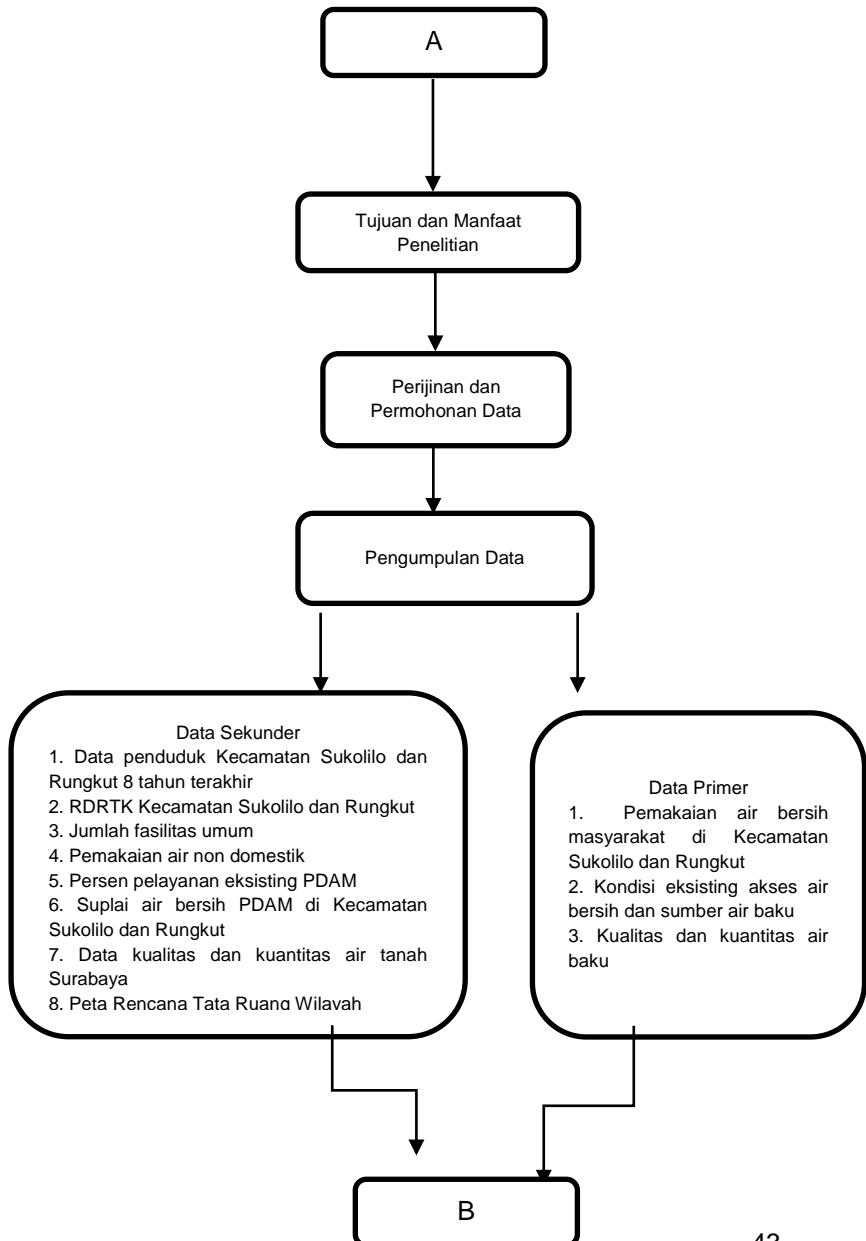 A
Tujuan dan Manfaat
Penelitian
Perijinan dan
Permohonan Data
Pengumpulan Data
Data Sekunder
1. Data penduduk Kecamatan Sukolilo dan
Rungkut 8 tahun terakhir
2. RDRTK Kecamatan Sukolilo dan Rungkut
3. Jumlah fasilitas umum
4. Pemakaian air non domestik
5. Persen pelayanan eksisting PDAM
6. Suplai air bersih PDAM di Kecamatan
Sukolilo dan Rungkut
7. Data kualitas dan kuantitas air tanah
Surabaya
8. Peta Rencana Tata Ruang Wilayah
Data Primer
1. Pemakaian air bersih
masyarakat di Kecamatan
Sukolilo dan Rungkut
2. Kondisi eksisting akses air
bersih dan sumber air baku
3. Kualitas dan kuantitas air
baku
B